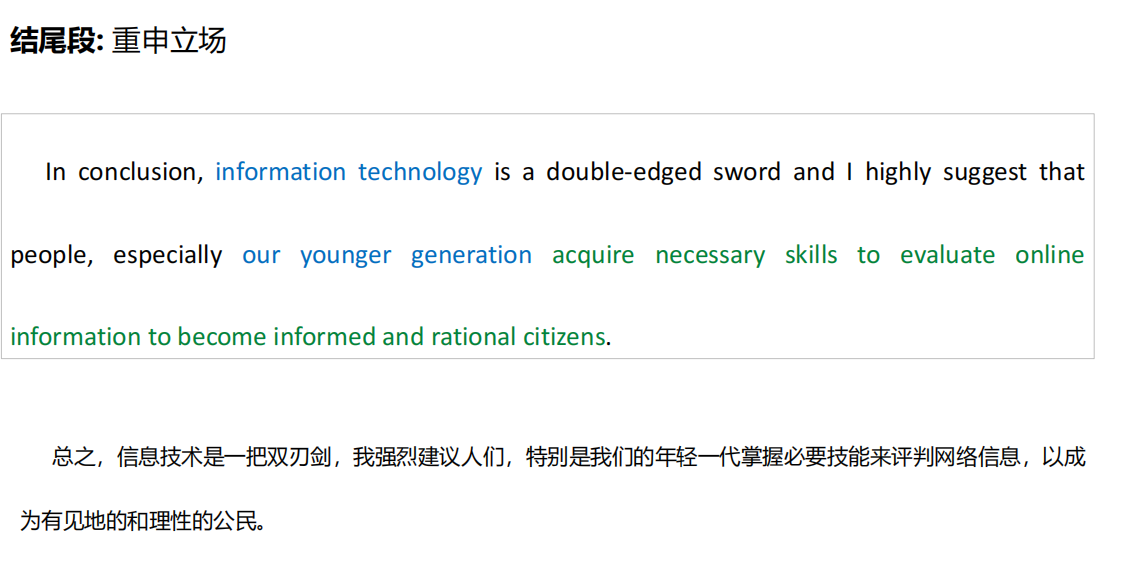 结尾段: 重申立场
In conclusion, information technology is a double-edged sword and I highly suggest that
people, especially our younger generation acquire necessary skills to evaluate online
information to become informed and rational citizens.
总之，信息技术是一把双刃剑，我强烈建议人们，特别是我们的年轻一代掌握必要技能来评判网络信息，以成
为有见地的和理性的公民。